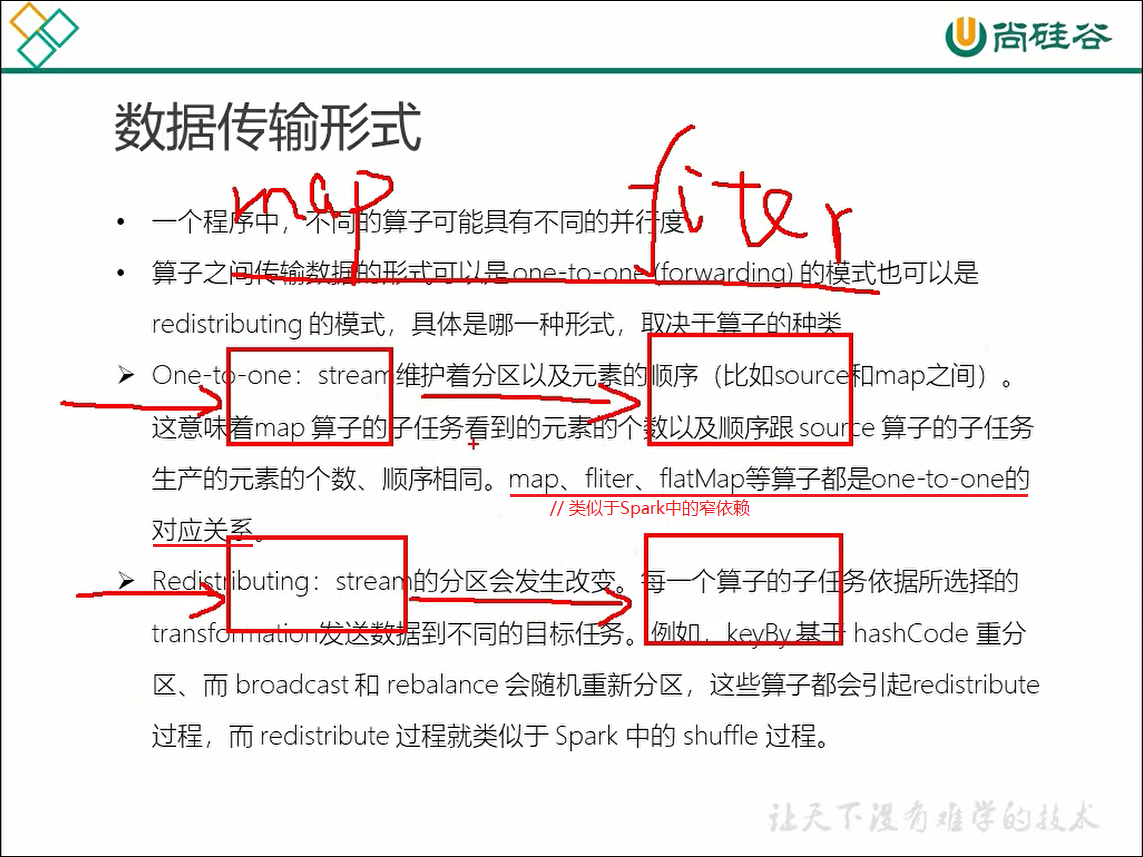 尚硅谷
数据传输形式
map fiter
• 一个程序中，不同的算子可能具有不同的并行度
• 算子之间传输数据的形式可以是 one-to-one (forwarding) 的模式也可以是
redistributing 的模式，具体是哪一种形式，取决于算子的种类
➢ One-to-one：stream维护着分区以及元素的顺序（比如source和map之间）。
这意味着map 算子的子任务看到的元素的个数以及顺序跟 source 算子的子任务
生产的元素的个数、顺序相同。map、fliter、flatMap等算子都是one-to-one的
// 类似于Spark中的窄依赖
对应关系。
➢ Redistributing：stream的分区会发生改变。每一个算子的子任务依据所选择的
transformation发送数据到不同的目标任务。例如，keyBy 基于 hashCode 重分
区、而 broadcast 和 rebalance 会随机重新分区，这些算子都会引起redistribute
过程，而 redistribute 过程就类似于 Spark 中的 shuffle 过程。
让天下没有难学的技术